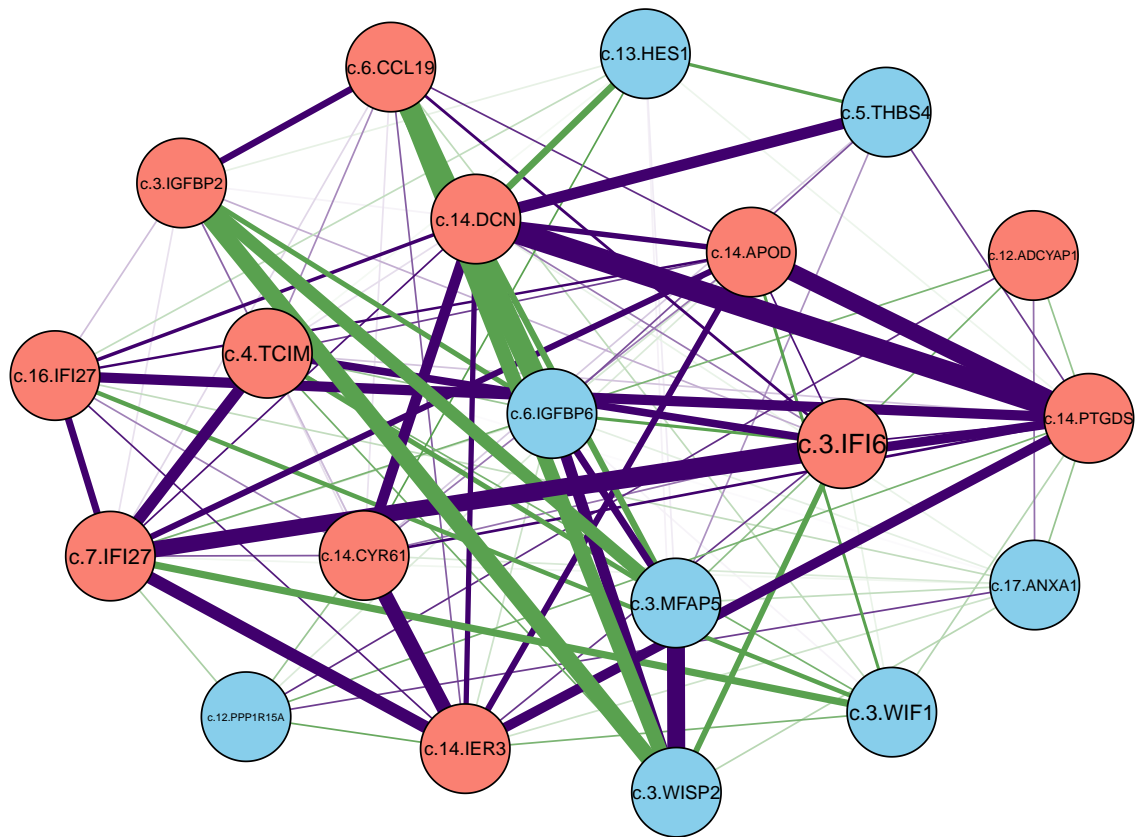 c.13.HES1
c.6.CCL19
c.5.THBS4
c.3.IGFBP2
c.14.DCN
c.14.APOD
c.12.ADCYAP1
c.4.TCIM
c.16.IFI27
c.6.IGFBP6
c.14.PTGDS
c.3.IFI6
c.7.IFI27
c.14.CYR61
c.17.ANXA1
c.3.MFAP5
c.12.PPP1R15A
c.3.WIF1
c.14.IER3
c.3.WISP2